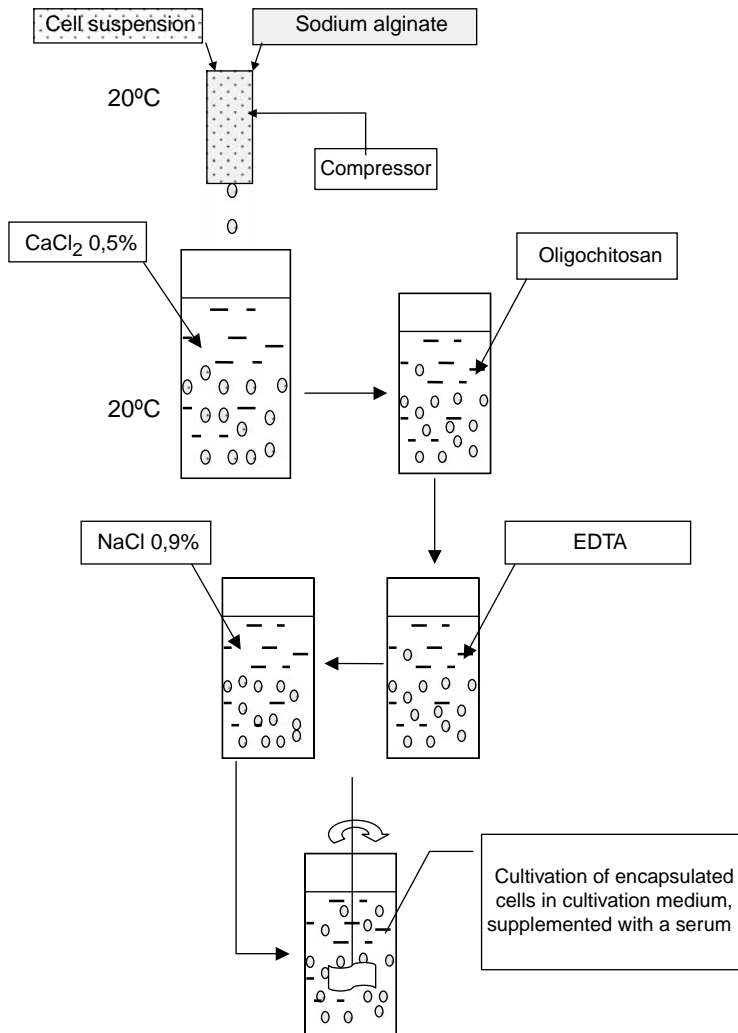 Cell suspension
Sodium alginate
20ºC
Compressor
CaCl2 0,5%
Oligochitosan
20ºC
NaCl 0,9%
EDTA
Cultivation of encapsulated
cells in cultivation medium,
supplemented with a serum